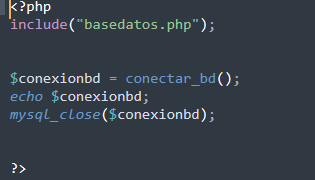 <?php
include("basedatos.php");
$conexionbd = conectar_bd();
echo $conexionbd;
mysql_close($conexionbd);
?>